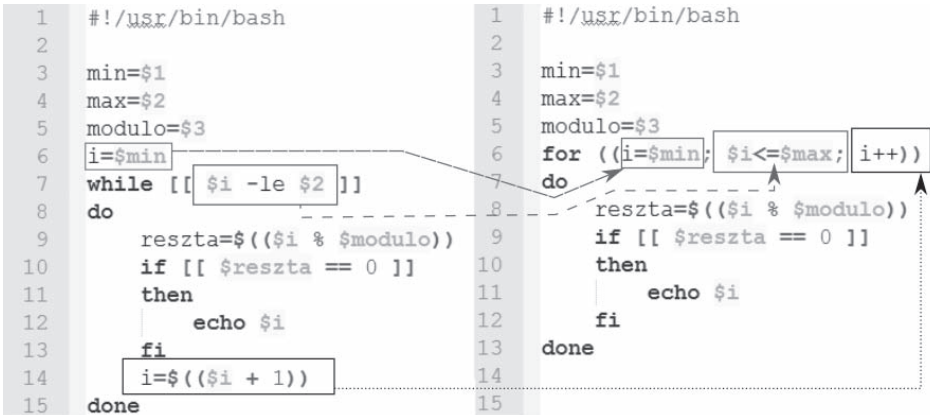 1 #!/usr/bin/bash
2
3 min=$1
4 max=$2
5 modulo=$3
6 i=$min
7 while [[ $i -le $2 ]]
8 do
9 reszta=$(($i % $modulo))
10 if [[ $reszta == 0 ]]
11 then
12 echo $i
13 fi
14 i=$(($i + 1))
15 done
1 #!/usr/bin/bash
2
3 min=$1
4 max=$2
5 modulo=$3
6 for ((i=$min; $i<=$max; i++))
7 do
8 reszta=$(($i % $modulo))
9 if [[ $reszta == 0 ]]
10 then
11 echo $i
12 fi
13 done
14
15